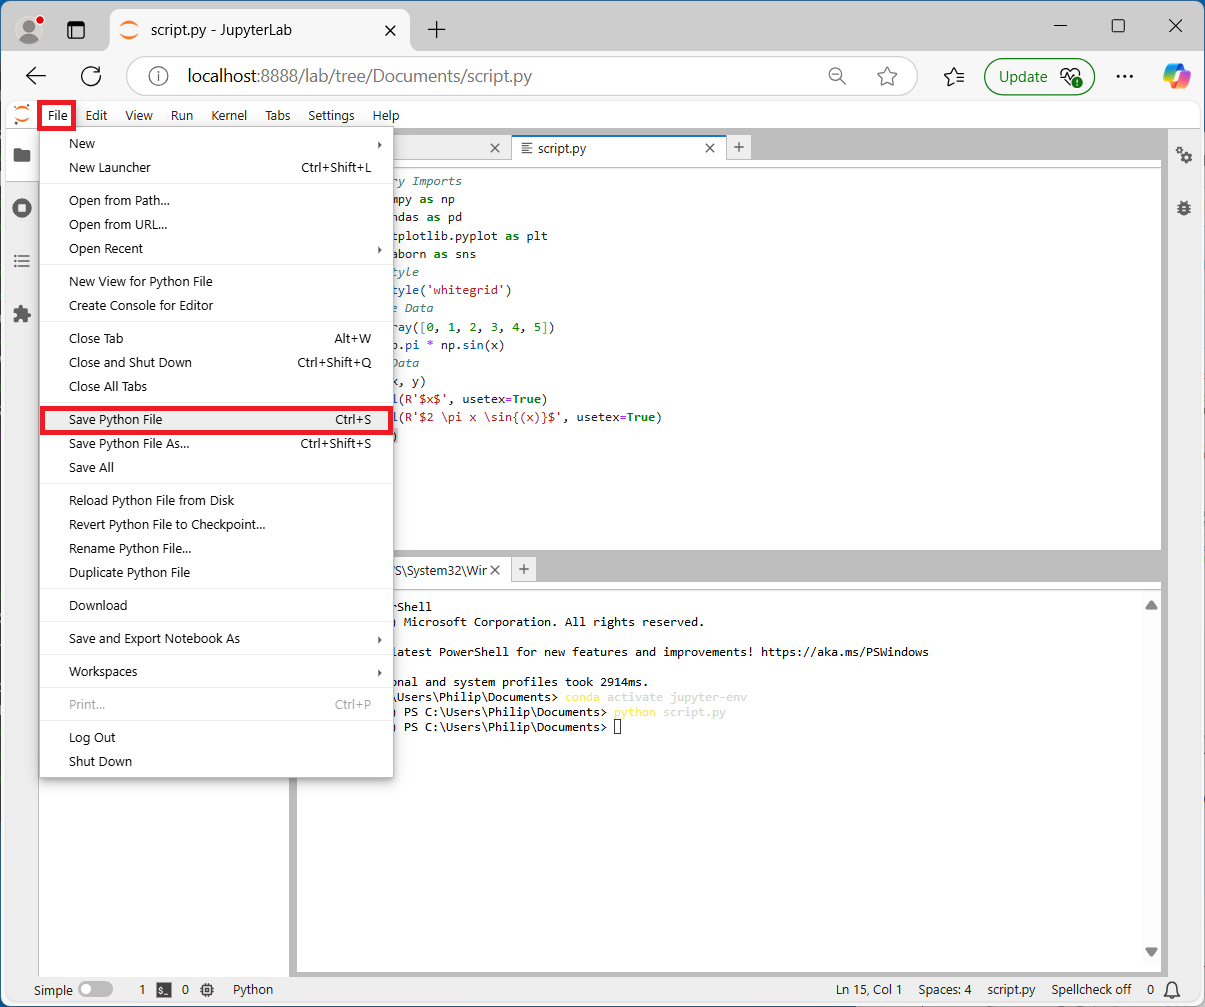 script.py - JupyterLab
localhost:8888/lab/tree/Documents/script.py
Update
File Edit View Run Kernel Tabs Settings Help
New
New Launcher Ctrl+Shift+L
Open from Path...
Open from URL...
Open Recent
New View for Python File
Create Console for Editor
Close Tab Alt+W
Close and Shut Down Ctrl+Shift+Q
Close All Tabs
Save Python File Ctrl+S
Save Python File As... Ctrl+Shift+S
Save All
Reload Python File from Disk
Revert Python File to Checkpoint...
Rename Python File...
Duplicate Python File
Download
Save and Export Notebook As
Workspaces
Print... Ctrl+P
Log Out
Shut Down
script.py
ry Imports
mpy as np
ndas as pd
tplotlib.pyplot as plt
aborn as sns
tyle
tyle('whitegrid')
e Data
ray([0, 1, 2, 3, 4, 5])
p.pi * np.sin(x)
Data
x, y)
l(R'$x$', usetex=True)
l(R'$2 \pi x \sin{(x)}$', usetex=True)
)
'S\System32\Wir
rShell
) Microsoft Corporation. All rights reserved.
latest PowerShell for new features and improvements! https://aka.ms/PSWindows
onal and system profiles took 2914ms.
\Users\Philip\Documents> conda activate jupyter-env
) PS C:\Users\Philip\Documents> python script.py
) PS C:\Users\Philip\Documents>
Simple 1 $_ 0 Python Ln 15, Col 1 Spaces: 4 script.py Spellcheck off 0